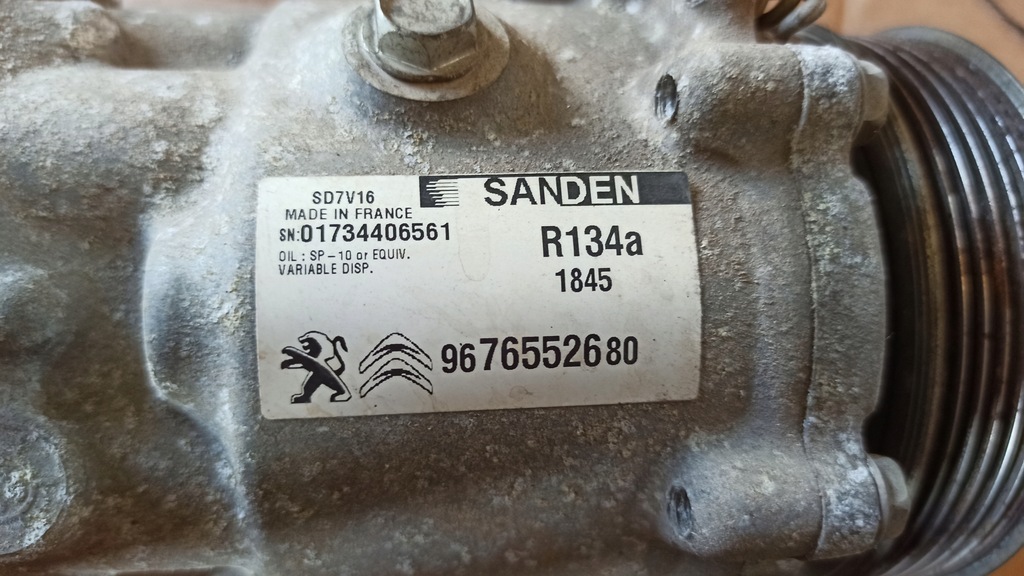 SD7V16
SANDEN
MADE IN FRANCE
SN:01734406561
R134a
OIL : SP-10 or EQUIV.
VARIABLE DISP.
1845
9676552680